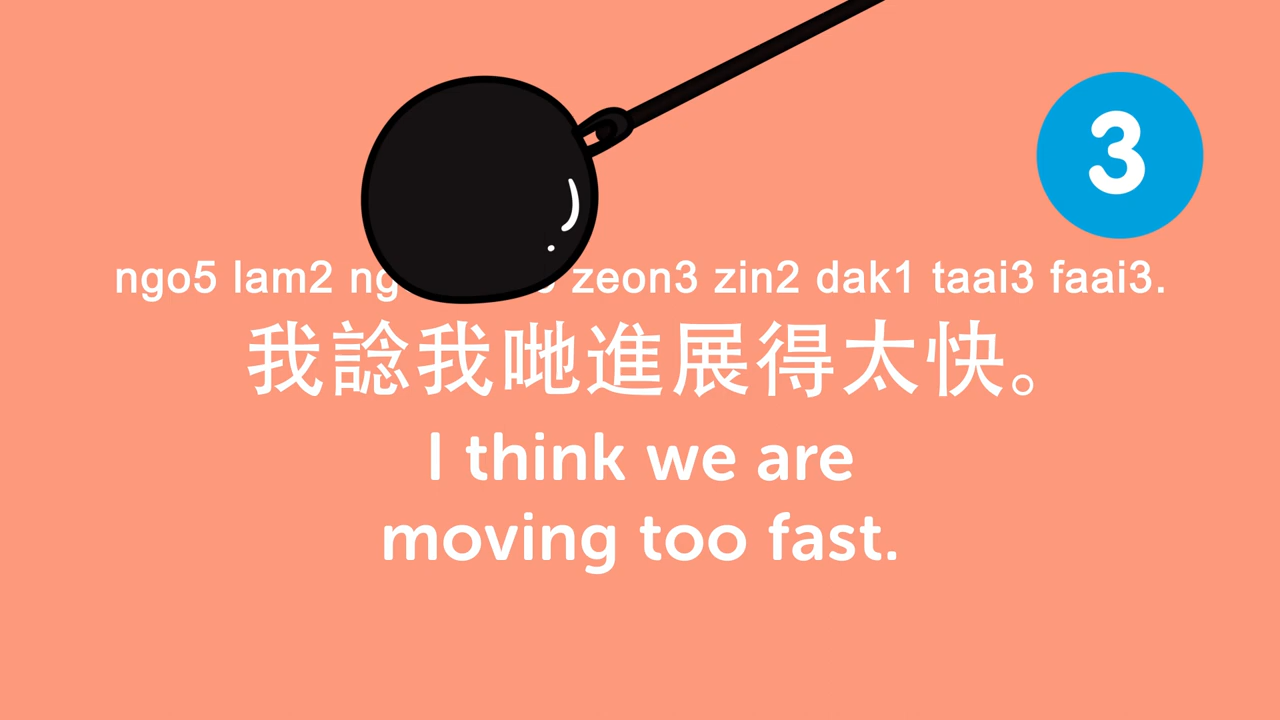 3
ngo5 lam2 zeon3 zin2 dak1 taai3 faai3.
我諗我哋進展得太快。
I think we are
moving too fast.